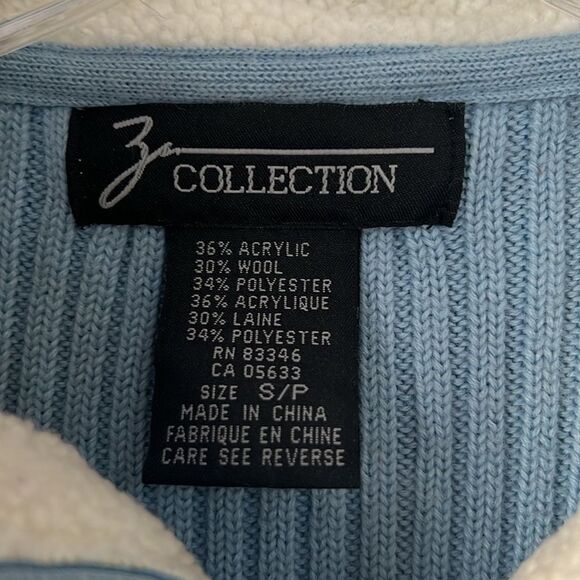 COLLECTION
36% ACRYLIC
30% WOOL
34% POLYESTER
36% ACRYLIQUE
30% LAINE
34% POLYESTER
RN 83346
CA 05633
SIZE S/P
MADE IN CHINA
FABRIQUE EN CHINE
CARE SEE REVERSE